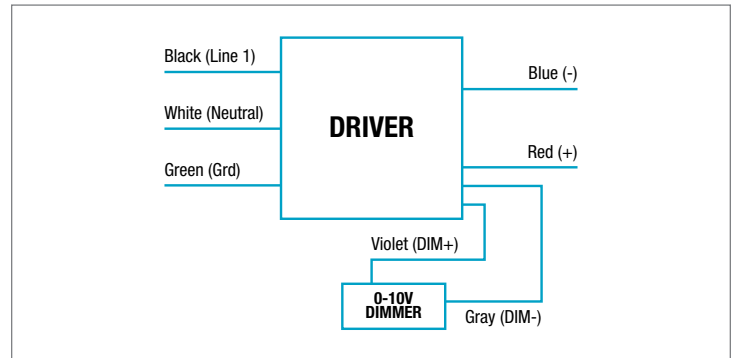 Black (Line 1)
White (Neutral)
Green (Grd)
DRIVER
Blue (-)
Red (+)
Violet (DIM+)
0-10V
DIMMER
Gray (DIM-)